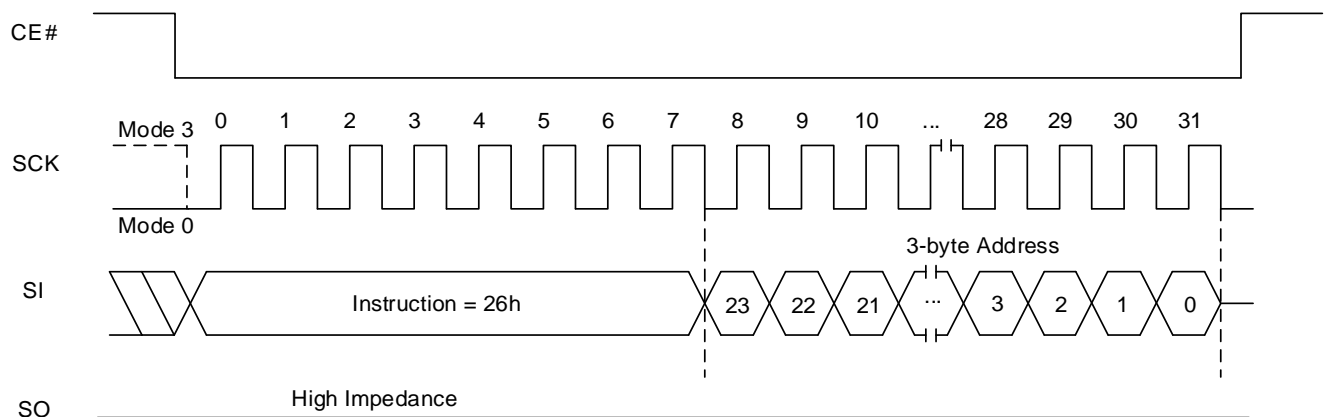 CE#
Mode 3 0 1 2 3 4 5 6 7 8 9 10 ... 28 29 30 31
SCK
Mode 0
3-byte Address
SI Instruction = 26h 23 22 21 ... 3 2 1 0
High Impedance
SO